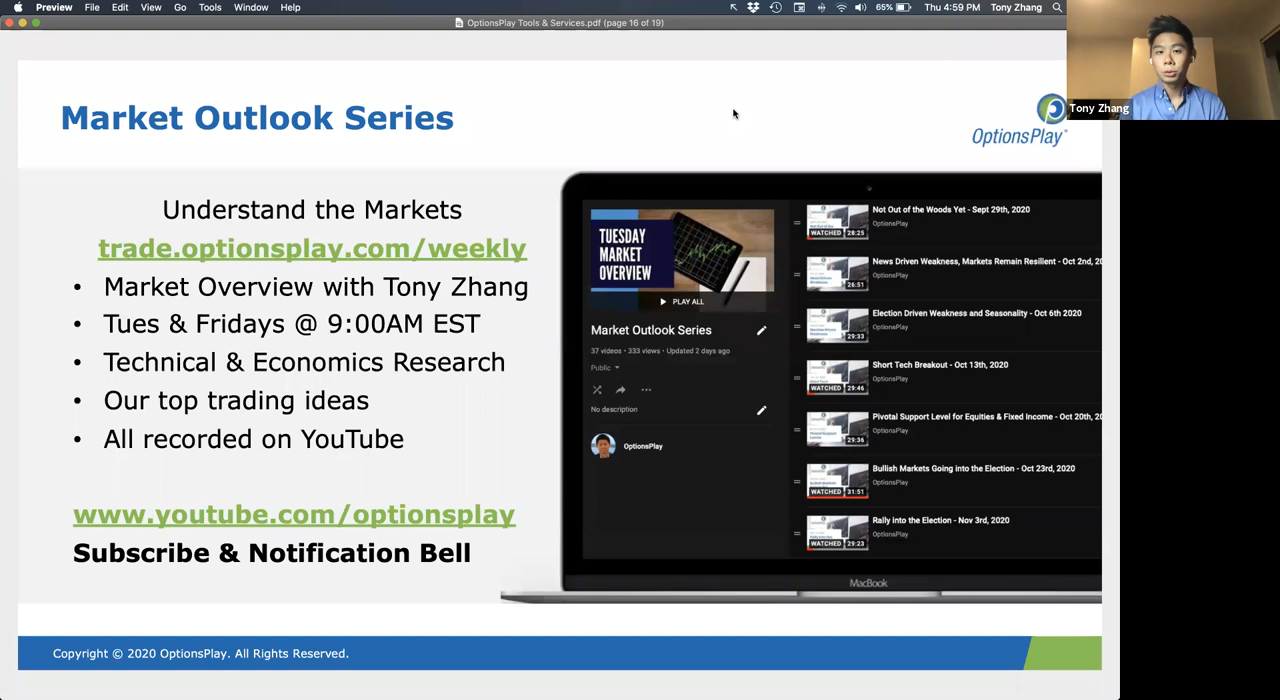 Preview File Edit View Go Tools Window Help
65% Thu 4:59 PM Tony Zhang
OptionsPlay Tools & Services.pdf (page 16 of 19)
Tony Zhang
Market Outlook Series
OptionsPlay
Understand the Markets
trade.optionsplay.com/weekly
• Market Overview with Tony Zhang
• Tues & Fridays @ 9:00AM EST
• Technical & Economics Research
• Our top trading ideas
• All recorded on YouTube
www.youtube.com/optionsplay
Subscribe & Notification Bell
TUESDAY
MARKET
OVERVIEW
PLAY ALL
Market Outlook Series
37 videos • 333 views • Updated 2 days ago
Public
No description
OptionsPlay
Not Out of the Woods Yet - Sept 29th, 2020
OptionsPlay
WATCHED 28:25
News Driven Weakness, Markets Remain Resilient - Oct 2nd, 20
OptionsPlay
26:51
Election Driven Weakness and Seasonality - Oct 6th 2020
OptionsPlay
29:33
Short Tech Breakout - Oct 13th, 2020
OptionsPlay
WATCHED 29:46
Pivotal Support Level for Equities & Fixed Income - Oct 20th, 20
OptionsPlay
29:36
Bullish Markets Going into the Election - Oct 23rd, 2020
OptionsPlay
WATCHED 31:51
Rally into the Election - Nov 3rd, 2020
OptionsPlay
WATCHED 29:23
MacBook
Copyright © 2020 OptionsPlay. All Rights Reserved.